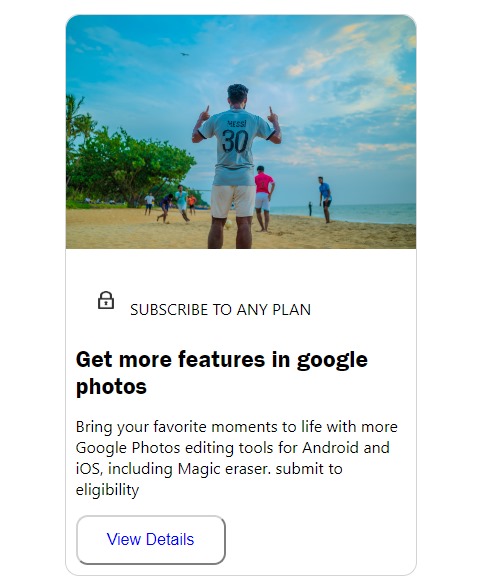 MESSI
30
SUBSCRIBE TO ANY PLAN
Get more features in google
photos
Bring your favorite moments to life with more
Google Photos editing tools for Android and
iOS, including Magic eraser. submit to
eligibility
View Details